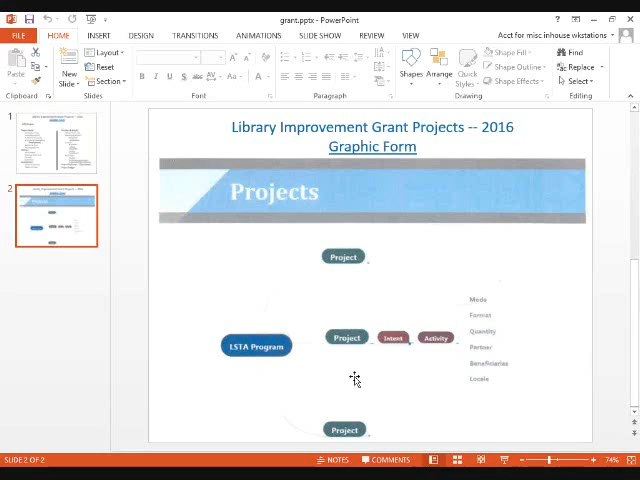 grant.pptx - PowerPoint
FILE HOME INSERT DESIGN TRANSITIONS ANIMATIONS SLIDE SHOW REVIEW VIEW Acct for misc.inhouse wkstations
Paste
New Slide
Layout
Reset
Section
Shapes
Arrange
Quick Styles
Shape Fill
Shape Outline
Shape Effects
Find
Replace
Select
Clipboard Slides Font Paragraph Drawing Editing
1
2
Library Improvement Grant Projects -- 2016
Graphic Form
Projects
Project
LSTA Program
Project Intent Activity
Mode
Format
Quantity
Partner
Beneficiaries
Locale
Project
SLIDE 2 OF 2 NOTES COMMENTS 74%